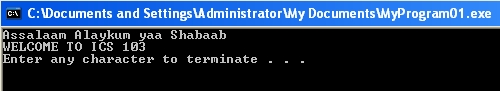 C:\Documents and Settings\Administrator\My Documents\MyProgram01.exe
Assalaam Alaykum yaa Shabaab
WELCOME TO ICS 103
Enter any character to terminate . . .